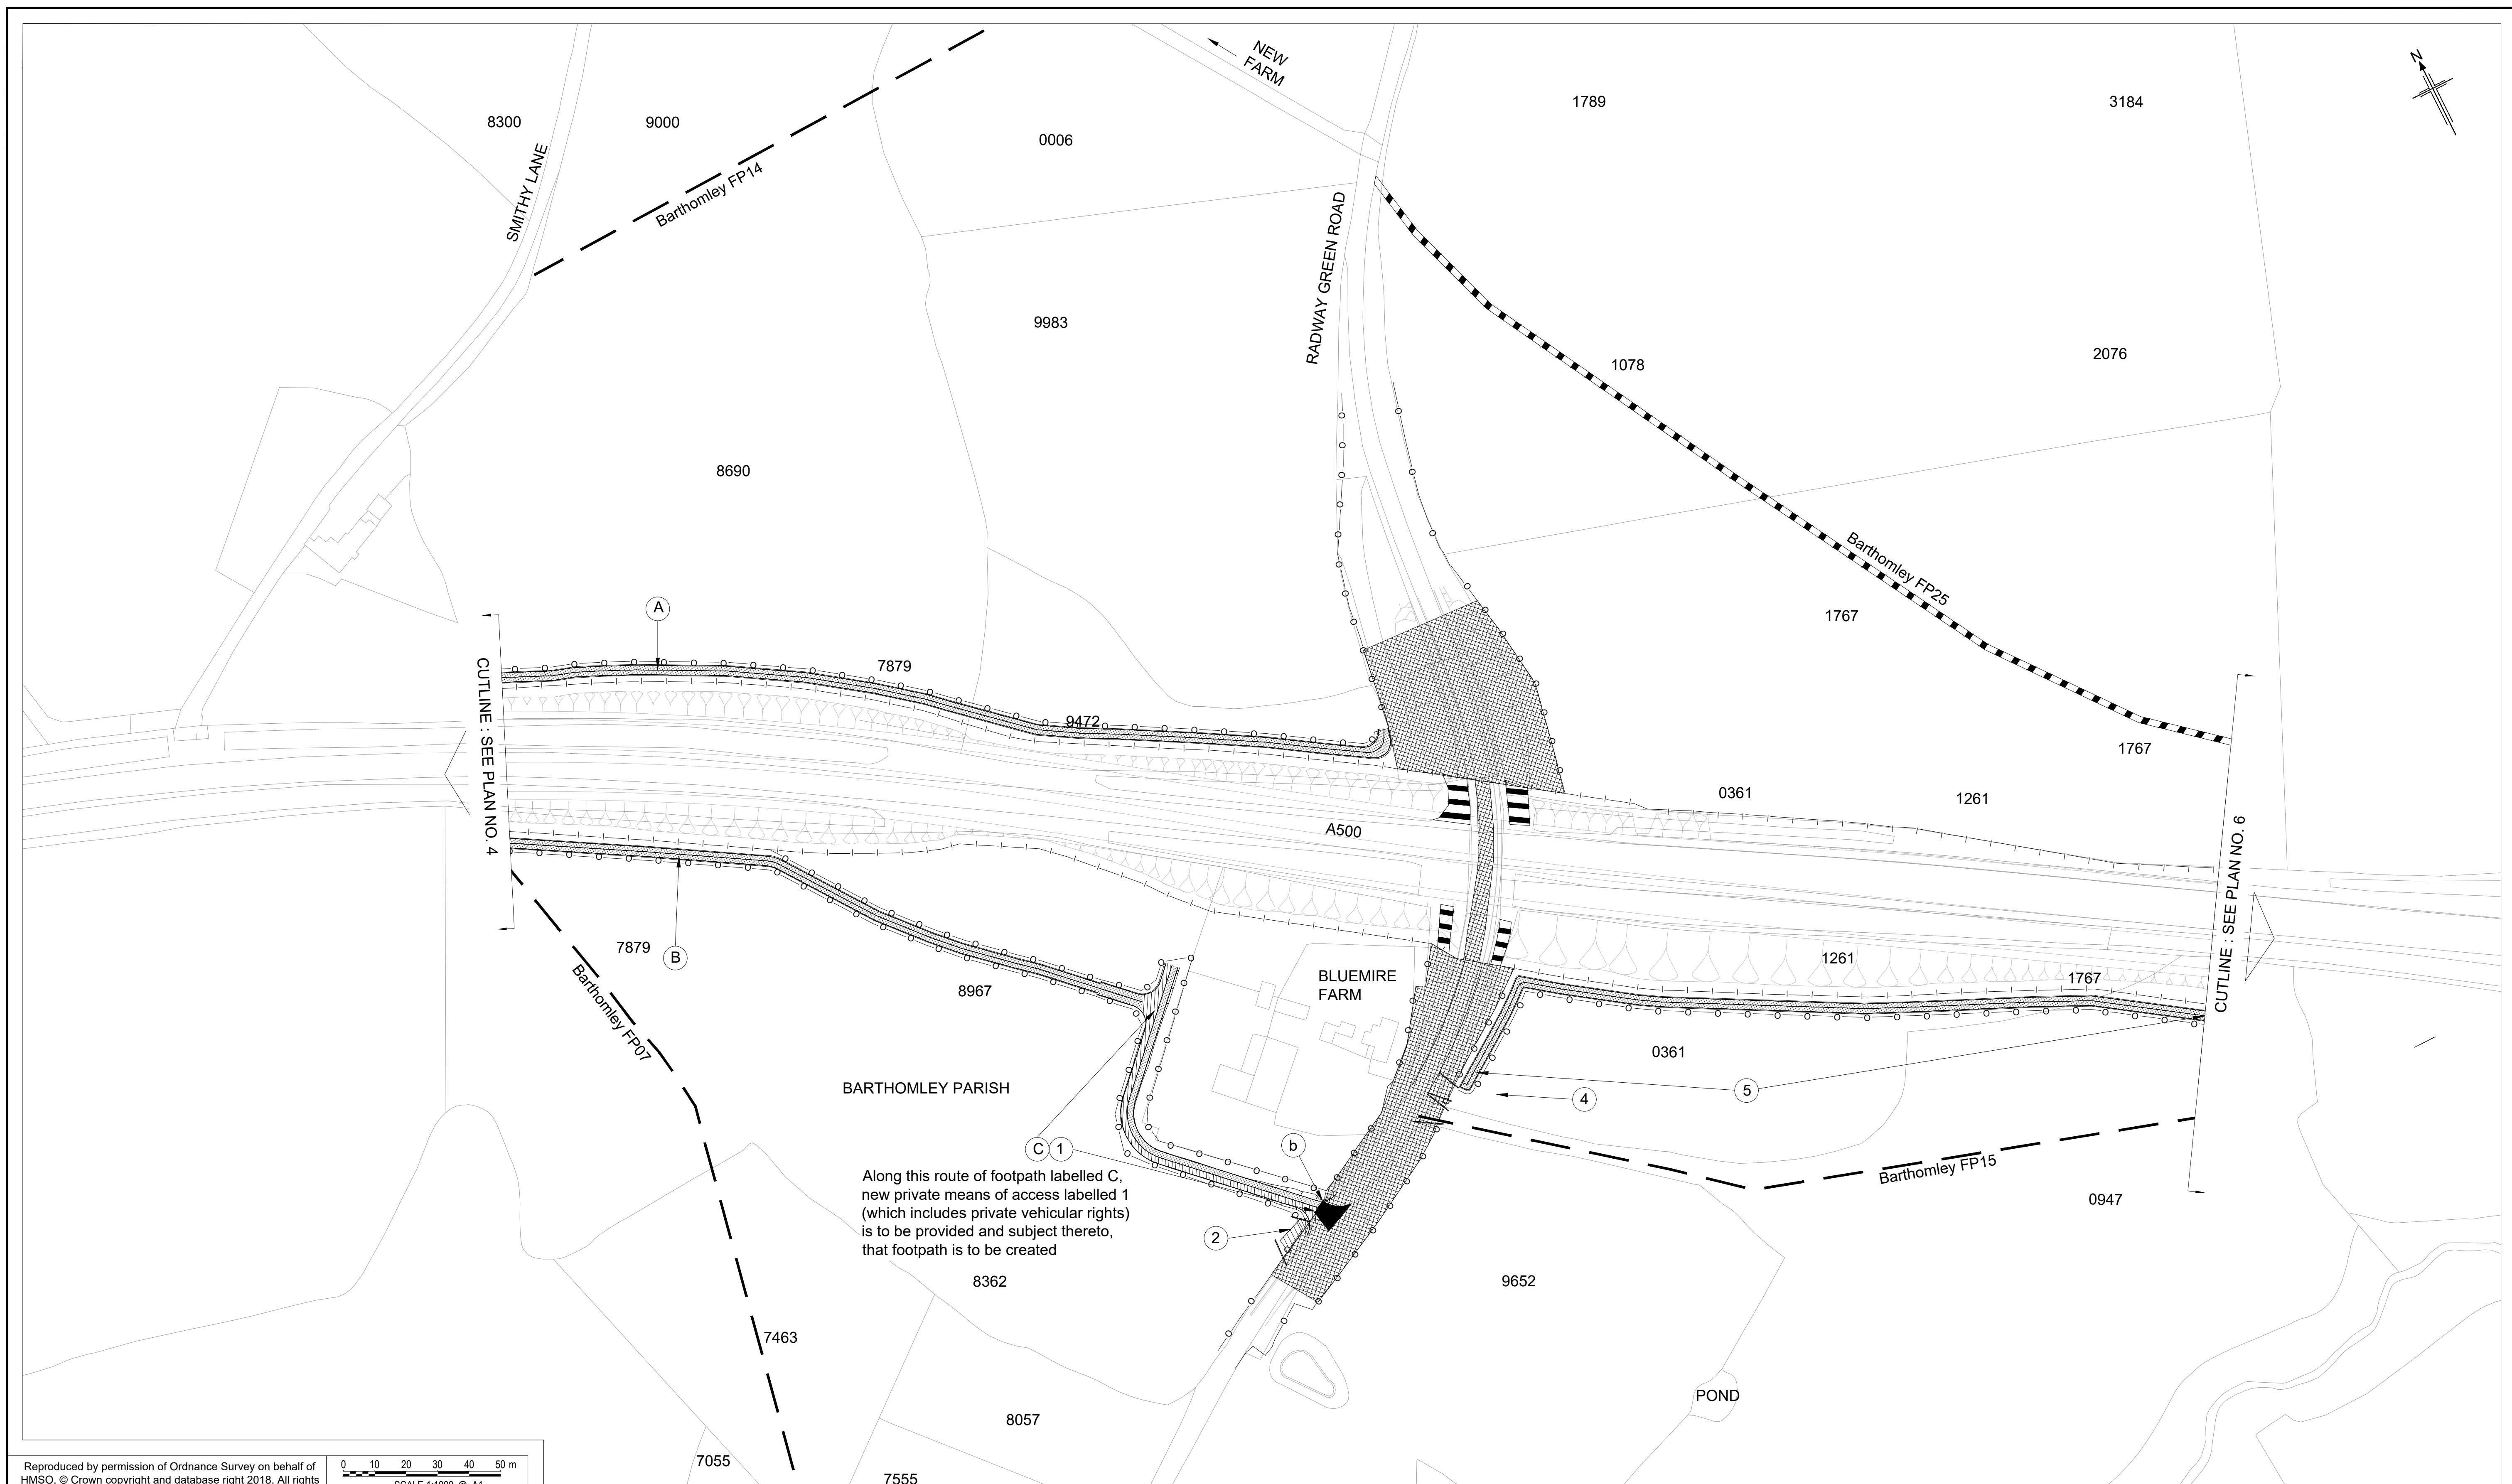 NEW
FARM
N
8300
9000
1789
3184
0006
SMITHY LANE
Barthomley FP14
RADWAY GREEN ROAD
9983
2076
1078
8690
Barthomley FP25
A
1767
7879
9472
1767
CUTLINE : SEE PLAN NO. 4
0361
1261
A500
CUTLINE : SEE PLAN NO. 6
7879
B
1261
BLUEMIRE
FARM
1767
8967
Barthomley FP07
0361
BARTHOMLEY PARISH
5
4
C
1
b
Along this route of footpath labelled C,
new private means of access labelled 1
(which includes private vehicular rights)
is to be provided and subject thereto,
that footpath is to be created
Barthomley FP15
0947
2
8362
9652
7463
POND
8057
7055
7555
Reproduced by permission of Ordnance Survey on behalf of
HMSO. © Crown copyright and database right 2018. All rights
0 10 20 30 40 50 m